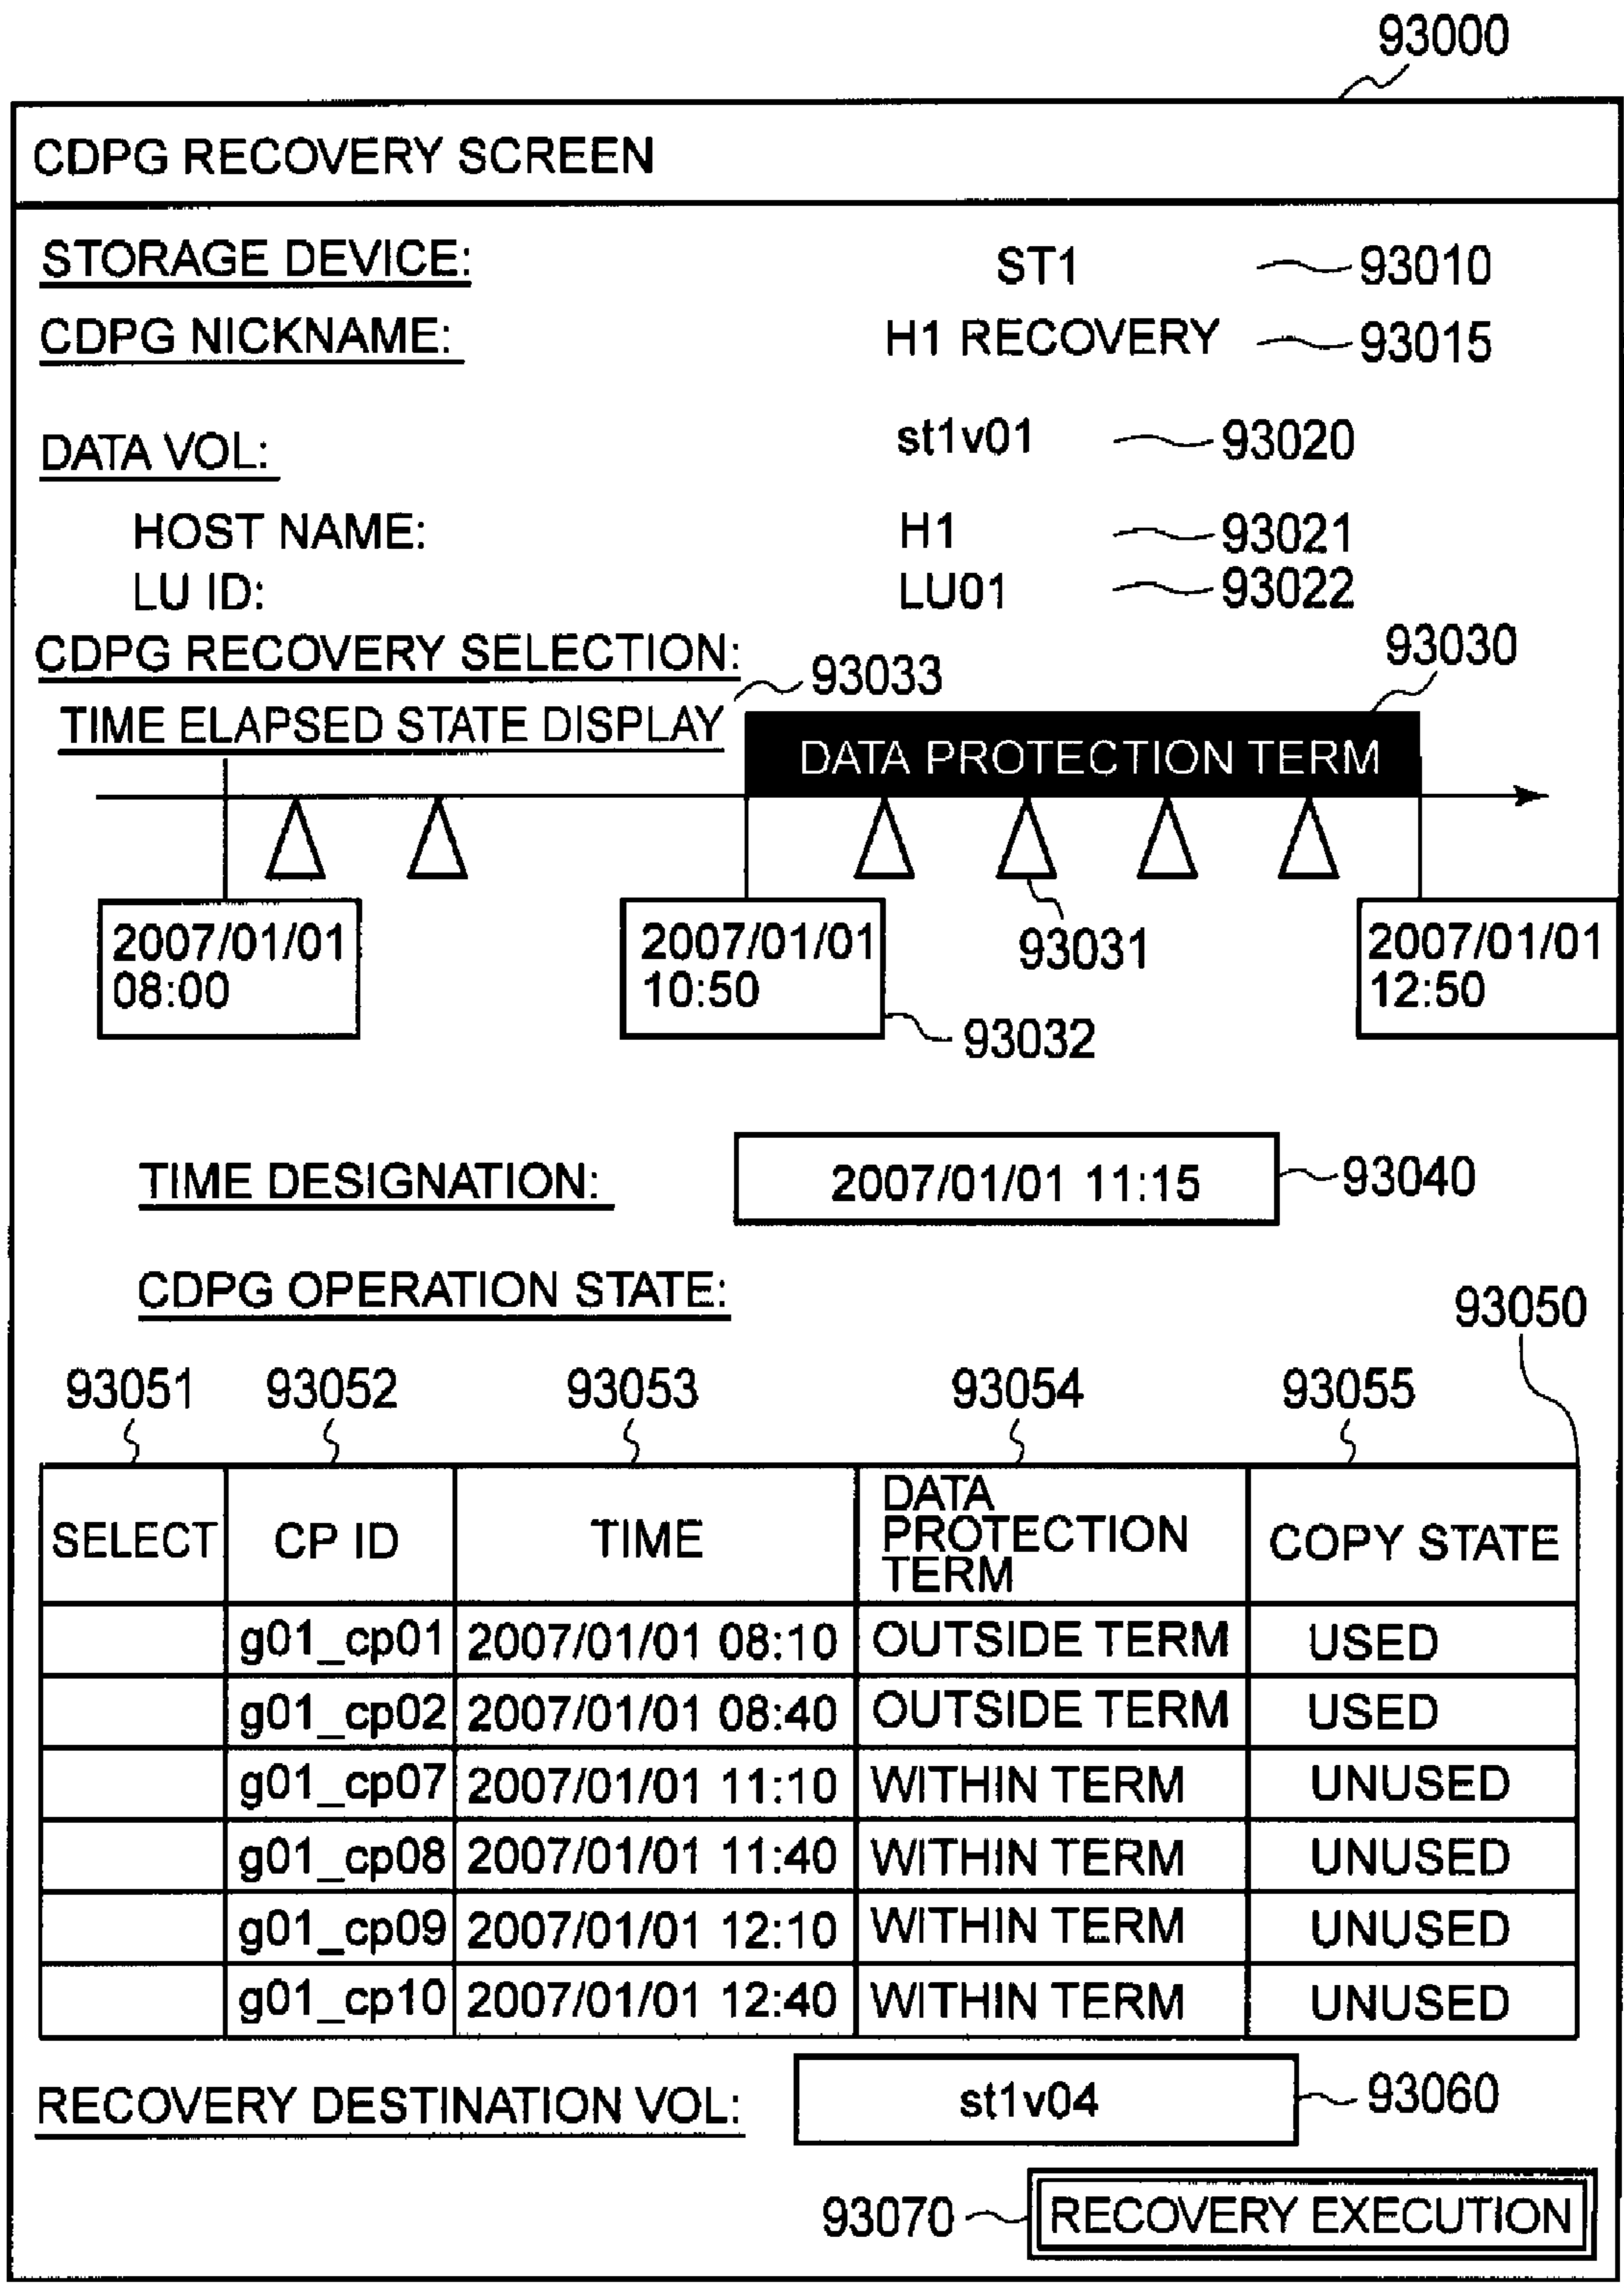 93000
CDPG RECOVERY SCREEN
STORAGE DEVICE: ST1 93010
CDPG NICKNAME: H1 RECOVERY 93015
DATA VOL: st1v01 93020
HOST NAME: H1 93021
LU ID: LU01 93022
CDPG RECOVERY SELECTION: 93030
93033
TIME ELAPSED STATE DISPLAY
DATA PROTECTION TERM
2007/01/01 2007/01/01 93031 2007/01/01
08:00 10:50 12:50
93032
TIME DESIGNATION: 2007/01/01 11:15 93040
CDPG OPERATION STATE: 93050
93051 93052 93053 93054 93055
SELECT CP ID TIME DATA PROTECTION TERM COPY STATE
g01_cp01 2007/01/01 08:10 OUTSIDE TERM USED
g01_cp02 2007/01/01 08:40 OUTSIDE TERM USED
g01_cp07 2007/01/01 11:10 WITHIN TERM UNUSED
g01_cp08 2007/01/01 11:40 WITHIN TERM UNUSED
g01_cp09 2007/01/01 12:10 WITHIN TERM UNUSED
g01_cp10 2007/01/01 12:40 WITHIN TERM UNUSED
RECOVERY DESTINATION VOL: st1v04 93060
93070 RECOVERY EXECUTION